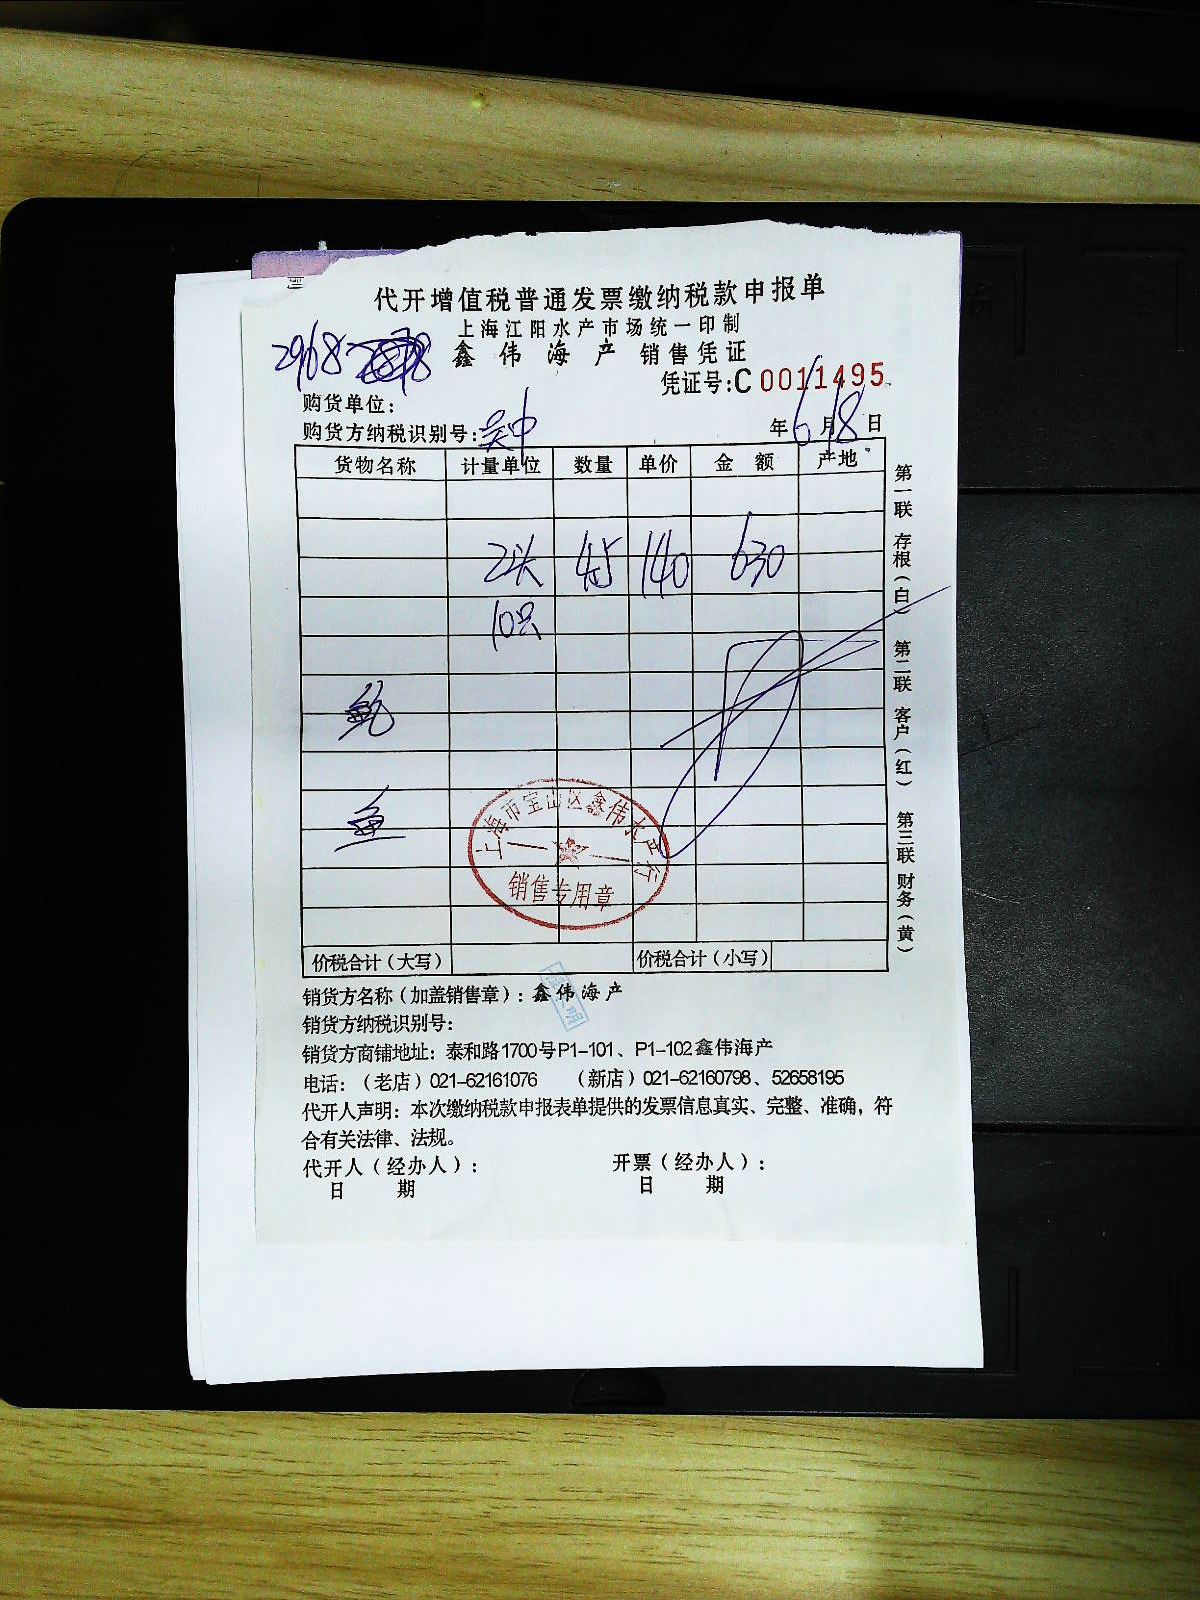 代开增值税普通发票缴纳税款申报单
上海江阳水产市场统一印制
2968
鑫伟海产 销售凭证
凭证号:C 0011495
购货单位:
购货方纳税识别号:吴中
年6月18日
货物名称 计量单位 数量 单价 金额 产地
2头 45 140 630
10只
鲍
鱼
上海市宝山区鑫伟水产行
销售专用章
价税合计(大写) 价税合计(小写)
第一联 存根(白) 第二联 客户(红) 第三联 财务(黄)
销货方名称(加盖销售章):鑫伟海产
销货方纳税识别号:
销货方商铺地址:泰和路1700号P1-101、P1-102鑫伟海产
电话:(老店)021-62161076 (新店)021-62160798、52658195
代开人声明:本次缴纳税款申报表单提供的发票信息真实、完整、准确,符
合有关法律、法规。
代开人(经办人): 开票(经办人):
日期 日期